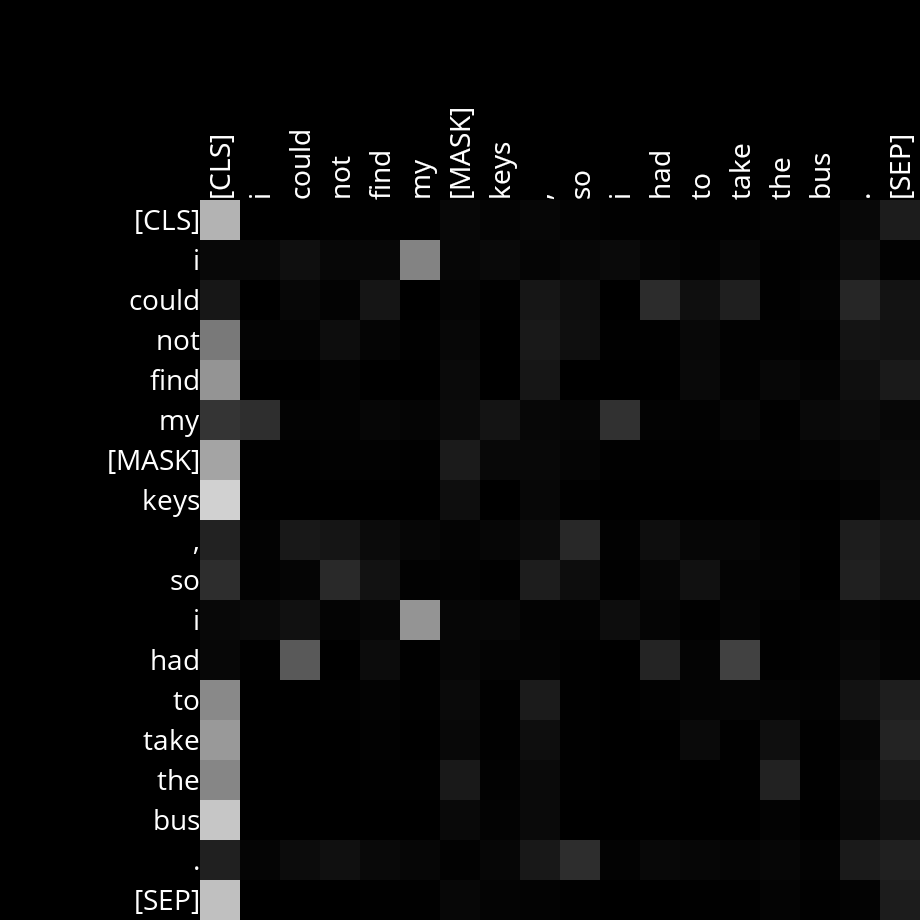 [CLS] i could not find my [MASK] keys , so i had to take the bus . [SEP]
[CLS]
i
could
not
find
my
[MASK]
keys
,
so
i
had
to
take
the
bus
.
[SEP]